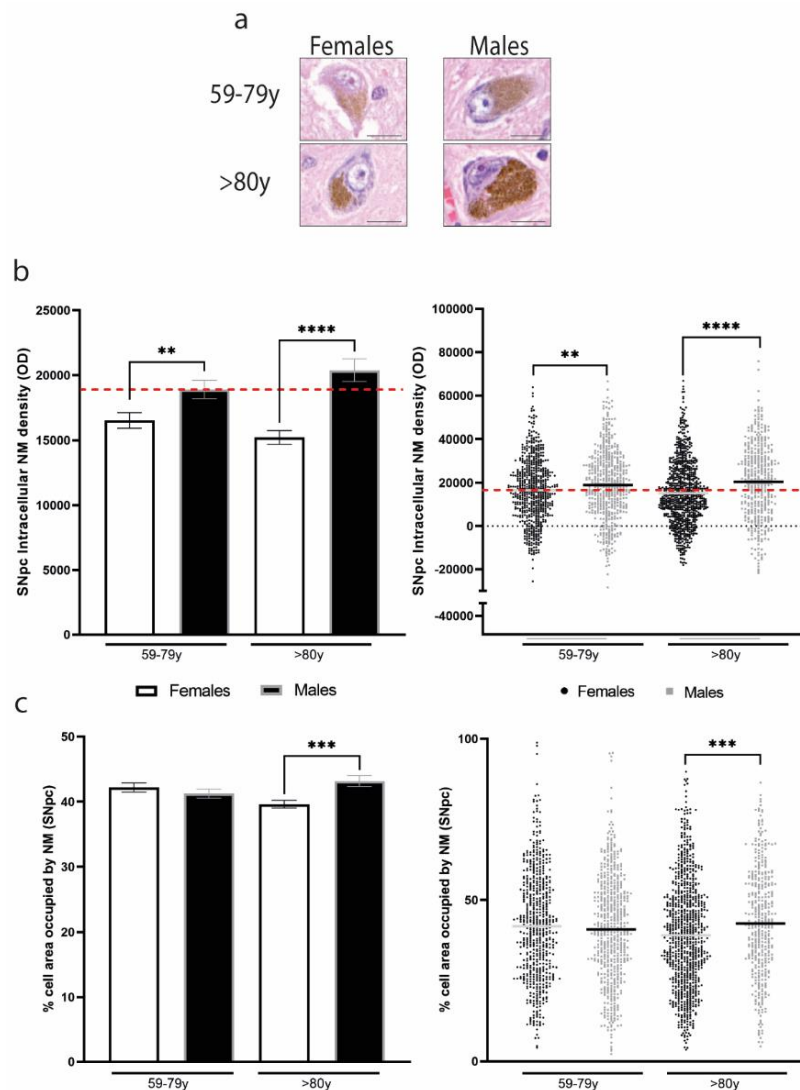 a
Females Males
59-79y
>80y
b
SNpc Intracellular NM density (OD)
25000
20000
15000
10000
5000
0
** ****
59-79y >80y
SNpc Intracellular NM density (OD)
100000
80000
60000
40000
20000
0
-20000
-40000
** ****
59-79y >80y
Females Males
Females Males
c
% cell area occupied by NM (SNpc)
50
40
30
20
10
0
***
59-79y >80y
% cell area occupied by NM (SNpc)
100
50
0
***
59-79y >80y